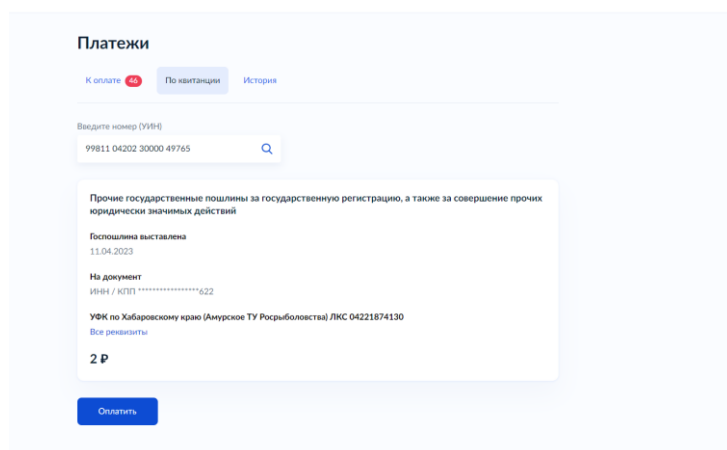 Платежи
К оплате 46 По квитанции История
Введите номер (УИН)
99811 04202 30000 49765
Прочие государственные пошлины за государственную регистрацию, а также за совершение прочих
юридически значимых действий
Госпошлина выставлена
11.04.2023
На документ
ИНН / КПП *****************622
УФК по Хабаровскому краю (Амурское ТУ Росрыболовства) ЛКС 04221874130
Все реквизиты
2 ₽
Оплатить